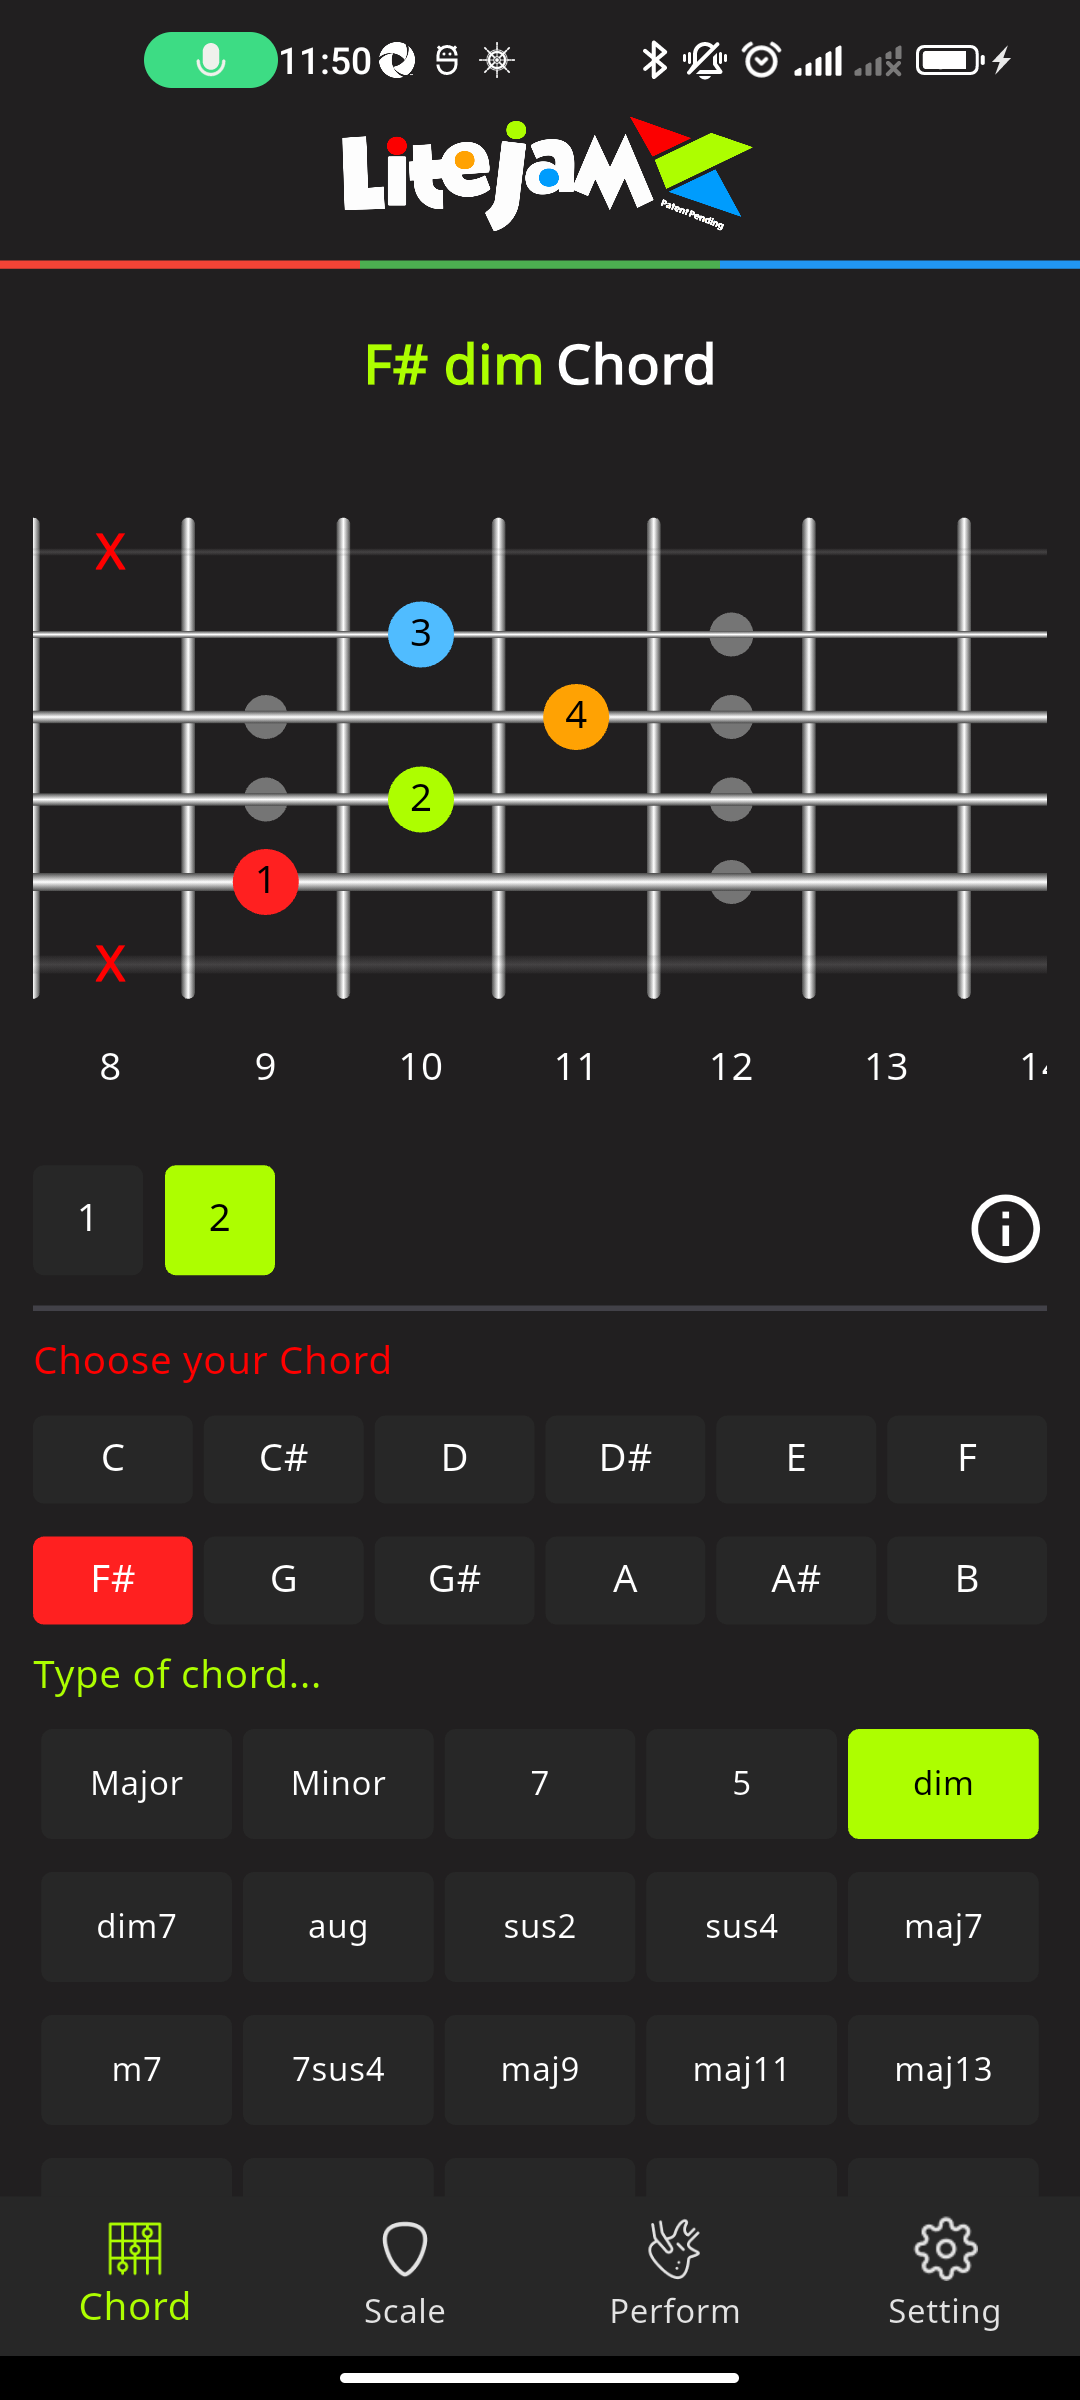 11:50
LiteJam
Patent Pending
F# dim Chord
X
3
4
2
1
X
8 9 10 11 12 13
1 2
Choose your Chord
C C# D D# E F
F# G G# A A# B
Type of chord...
Major Minor 7 5 dim
dim7 aug sus2 sus4 maj7
m7 7sus4 maj9 maj11 maj13
Chord Scale Perform Setting